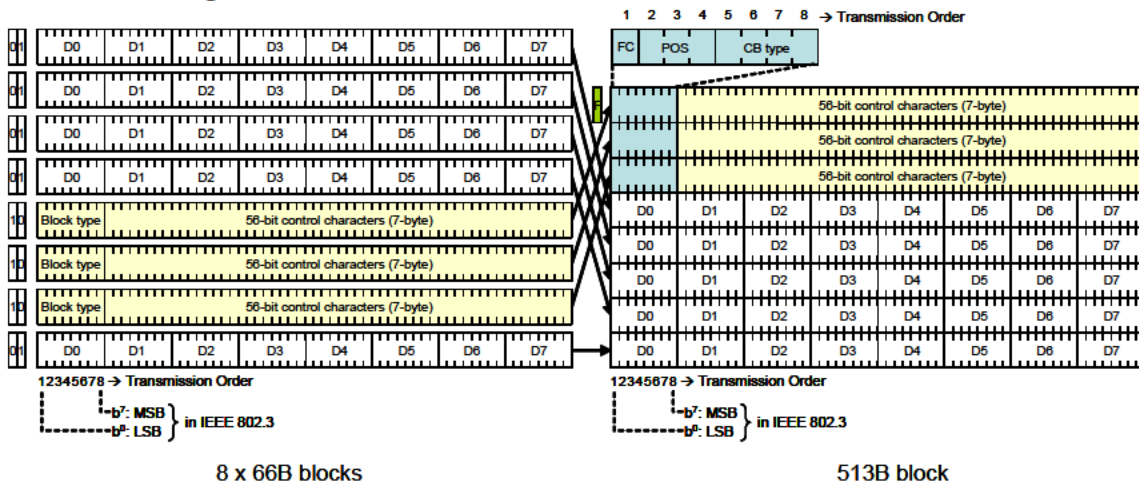 1 2 3 4 5 6 7 8 → Transmission Order
FC POS CB type
01 D0 D1 D2 D3 D4 D5 D6 D7
01 D0 D1 D2 D3 D4 D5 D6 D7
01 D0 D1 D2 D3 D4 D5 D6 D7
01 D0 D1 D2 D3 D4 D5 D6 D7
10 Block type 56-bit control characters (7-byte)
10 Block type 56-bit control characters (7-byte)
10 Block type 56-bit control characters (7-byte)
01 D0 D1 D2 D3 D4 D5 D6 D7
12345678 → Transmission Order
b7: MSB
b0: LSB
in IEEE 802.3
8 x 66B blocks
F
56-bit control characters (7-byte)
56-bit control characters (7-byte)
56-bit control characters (7-byte)
D0 D1 D2 D3 D4 D5 D6 D7
D0 D1 D2 D3 D4 D5 D6 D7
D0 D1 D2 D3 D4 D5 D6 D7
D0 D1 D2 D3 D4 D5 D6 D7
D0 D1 D2 D3 D4 D5 D6 D7
12345678 → Transmission Order
b7: MSB
b0: LSB
in IEEE 802.3
513B block